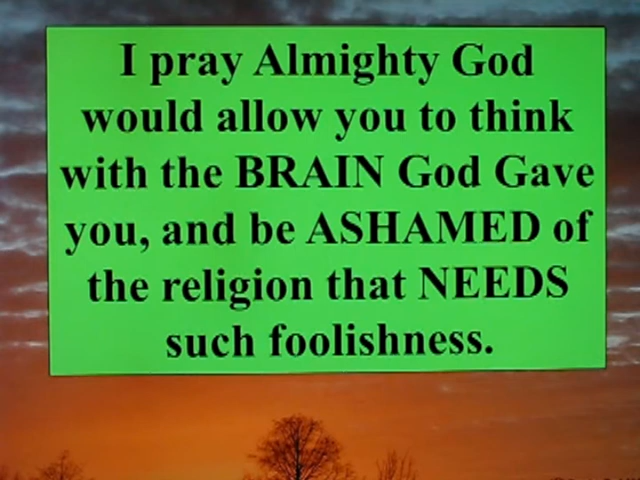 I pray Almighty God
would allow you to think
with the BRAIN God Gave
you, and be ASHAMED of
the religion that NEEDS
such foolishness.